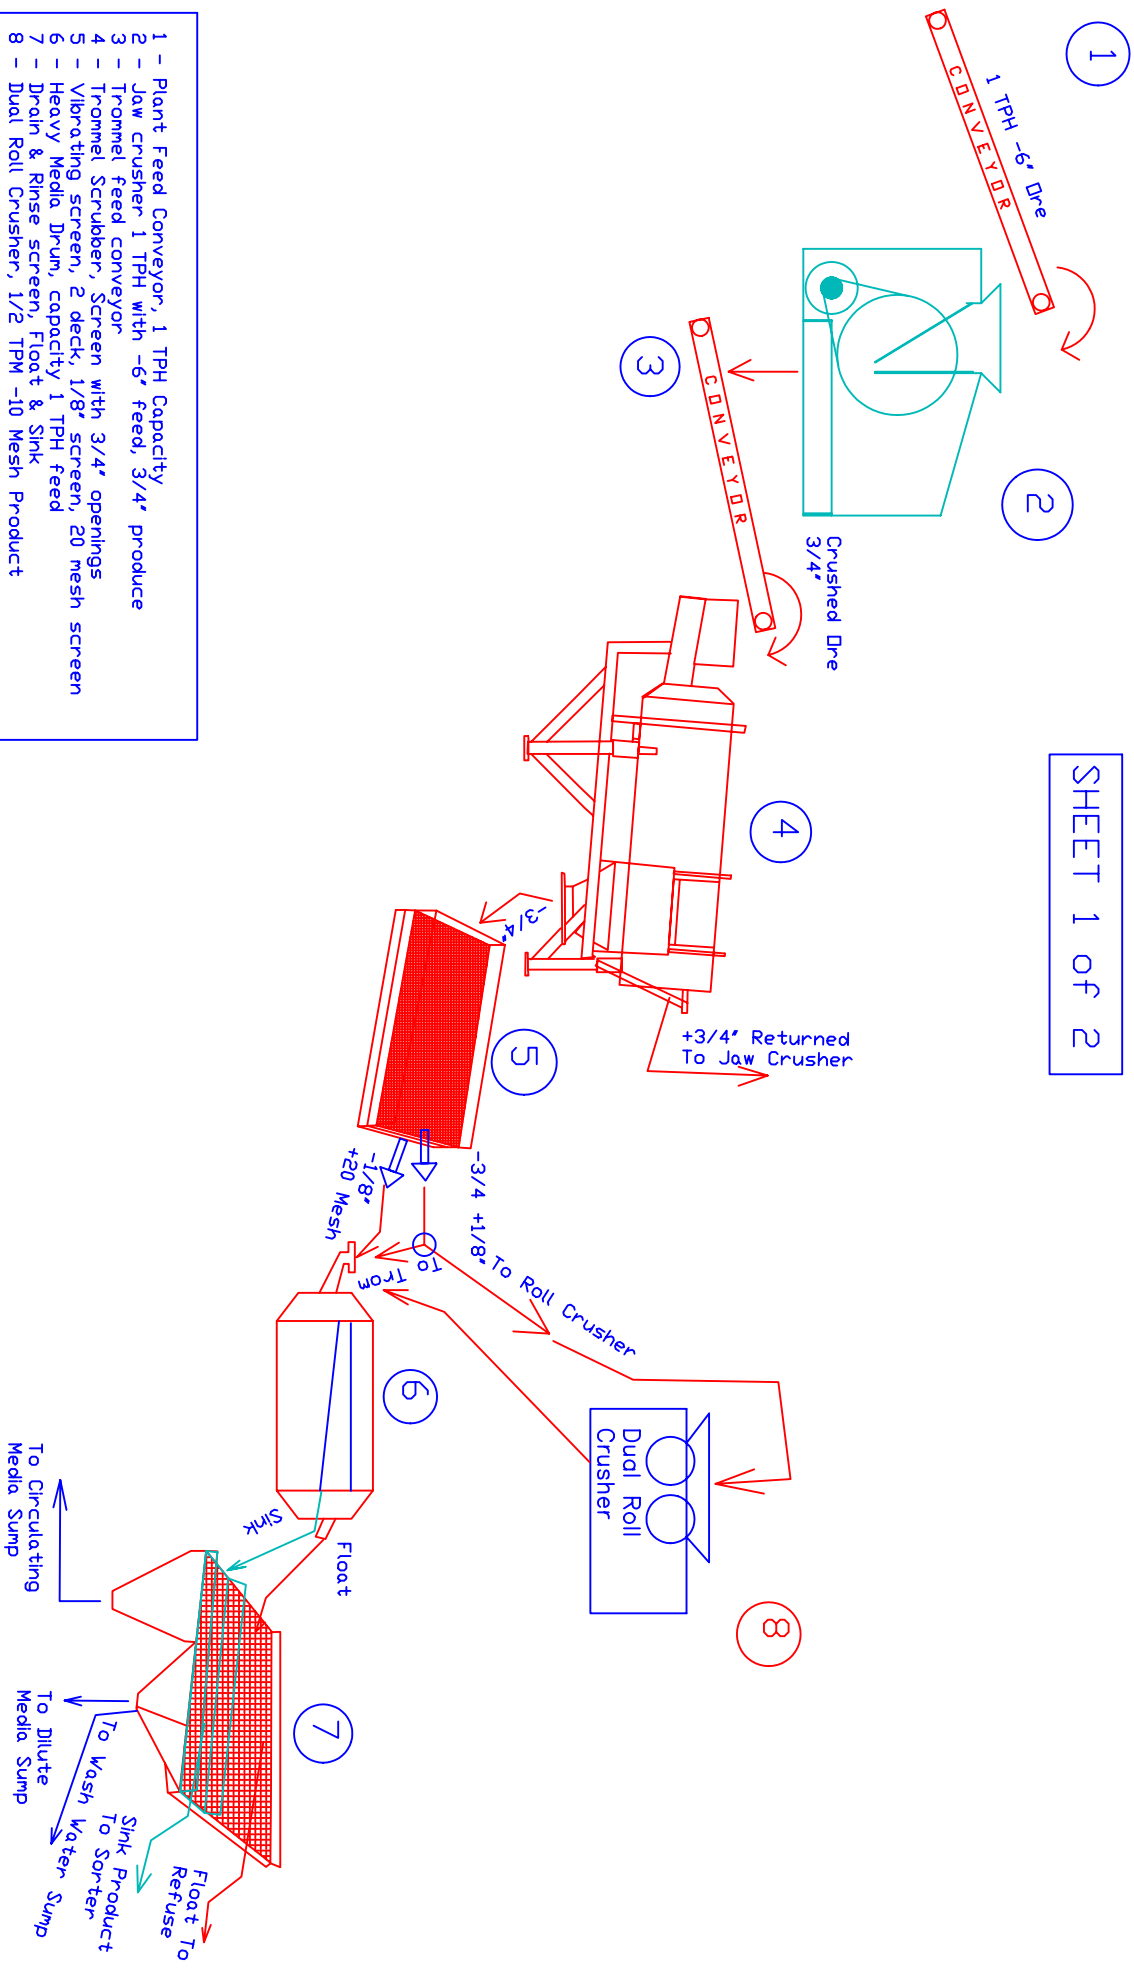 SHEET 1 of 2
1
1 TPH -6" Ore
CONVEYOR
2
Crushed Ore
3/4"
3
CONVEYOR
4
-3/4"
+3/4" Returned
To Jaw Crusher
5
-3/4 +1/8"
-1/8"
+20 Mesh
To Roll Crusher
To
Trom
Dual Roll
Crusher
8
6
Sink
Float
7
To Circulating
Media Sump
To Dilute
Media Sump
To Wash Water Sump
Sink Product
To Sorter
Float To
Refuse
1 - Plant Feed Conveyor, 1 TPH Capacity
2 - Jaw crusher 1 TPH with -6" feed, 3/4" produce
3 - Trommel feed conveyor
4 - Trommel Scrubber, Screen with 3/4" openings
5 - Vibrating screen, 2 deck, 1/8" screen, 20 mesh screen
6 - Heavy Media Drum, capacity 1 TPH feed
7 - Drain & Rinse screen, Float & Sink
8 - Dual Roll Crusher, 1/2 TPM -10 Mesh Product